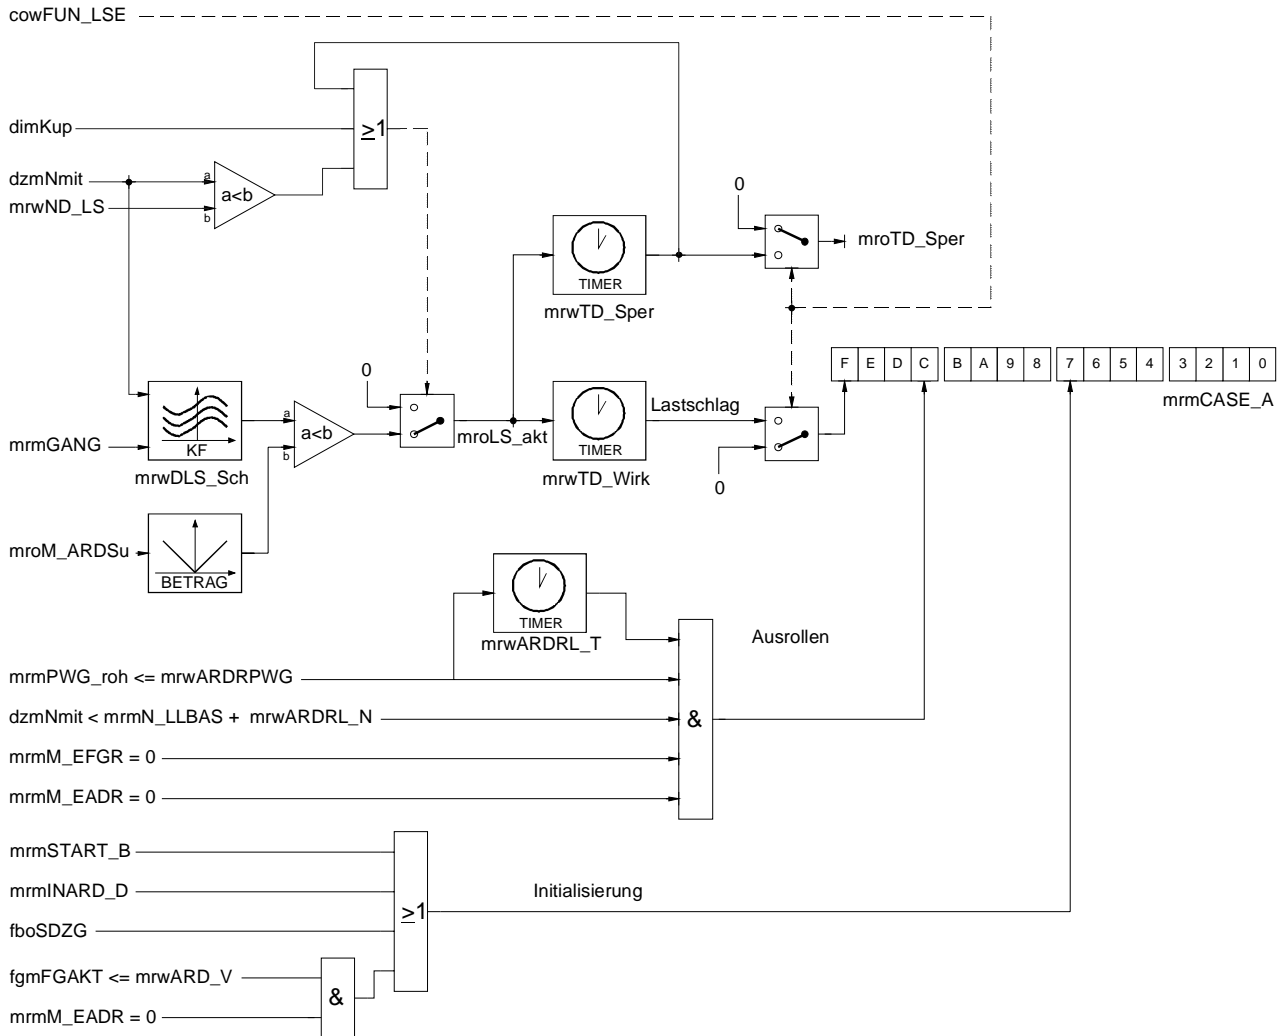 cowFUN_LSE
dimKup
≥1
dzmNmit
a
a<b
mrwND_LS
b
0
mroTD_Sper
TIMER
mrwTD_Sper
0
F E D C B A 9 8 7 6 5 4 3 2 1 0
mrmCASE_A
Lastschlag
a
a<b
mroLS_akt
mrmGANG
KF
b
TIMER
mrwDLS_Sch
mrwTD_Wirk
0
mroM_ARDSu
BETRAG
TIMER
mrwARDRL_T
Ausrollen
mrmPWG_roh <= mrwARDRPWG
dzmNmit < mrmN_LLBAS + mrwARDRL_N
&
mrmM_EFGR = 0
mrmM_EADR = 0
mrmSTART_B
mrmINARD_D
Initialisierung
≥1
fboSDZG
fgmFGAKT <= mrwARD_V
&
mrmM_EADR = 0